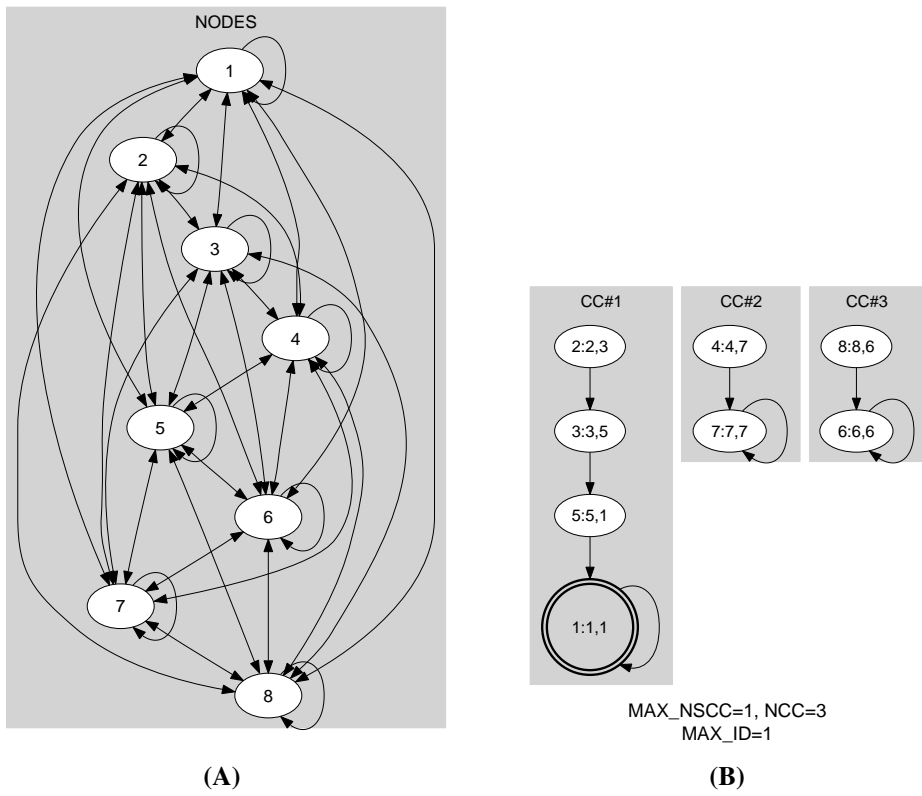 NODES
1
2
3
4
5
6
7
8
(A)
CC#1
2:2,3
3:3,5
5:5,1
1:1,1
CC#2
4:4,7
7:7,7
CC#3
8:8,6
6:6,6
MAX_NSCC=1, NCC=3
MAX_ID=1
(B)